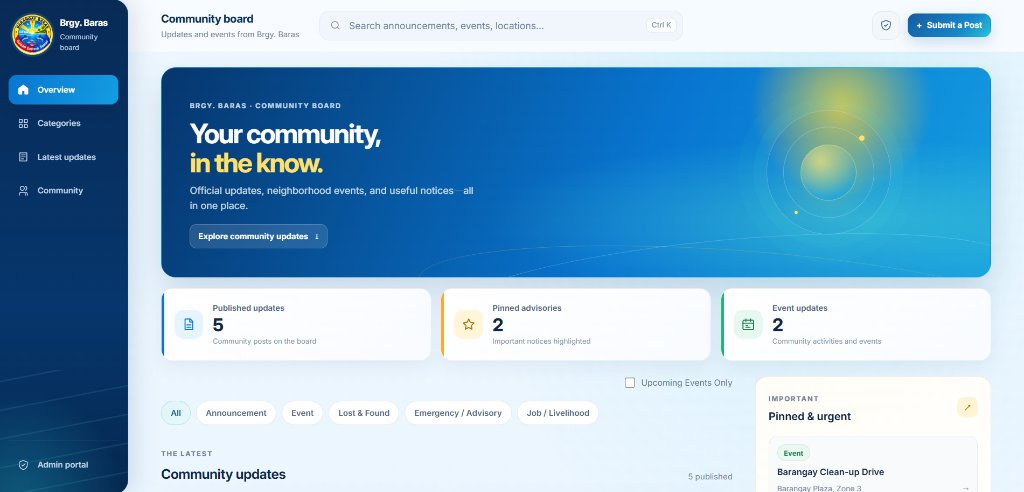 Brgy. Baras
Community
board
Overview
Categories
Latest updates
Community
Admin portal
Community board
Updates and events from Brgy. Baras
Search announcements, events, locations...
Ctrl K
+ Submit a Post
BRGY. BARAS · COMMUNITY BOARD
Your community,
in the know.
Official updates, neighborhood events, and useful notices—all
in one place.
Explore community updates ↓
Published updates
5
Community posts on the board
Pinned advisories
2
Important notices highlighted
Event updates
2
Community activities and events
Upcoming Events Only
All
Announcement
Event
Lost & Found
Emergency / Advisory
Job / Livelihood
THE LATEST
Community updates
5 published
IMPORTANT
Pinned & urgent
↗
Event
Barangay Clean-up Drive
Barangay Plaza, Zone 3 →